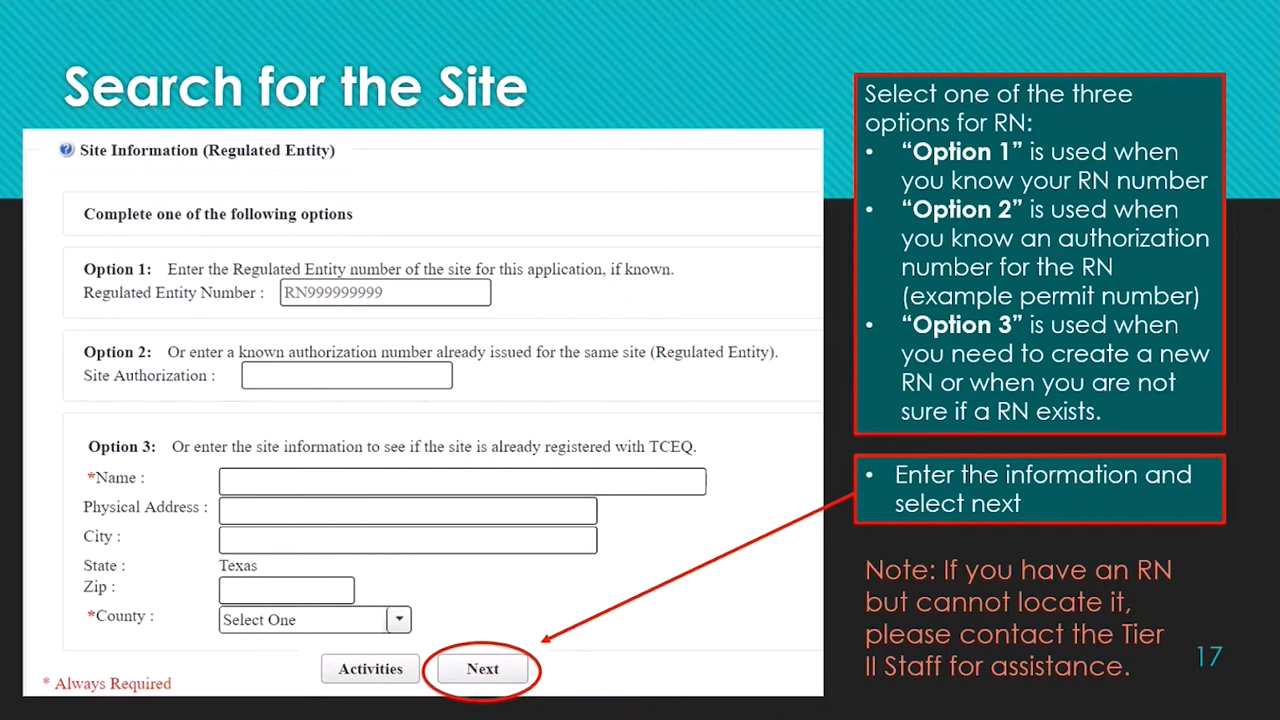 Search for the Site
Site Information (Regulated Entity)
Complete one of the following options
Option 1: Enter the Regulated Entity number of the site for this application, if known.
Regulated Entity Number : RN999999999
Option 2: Or enter a known authorization number already issued for the same site (Regulated Entity).
Site Authorization :
Option 3: Or enter the site information to see if the site is already registered with TCEQ.
*Name :
Physical Address :
City :
State : Texas
Zip :
*County : Select One
Activities Next
* Always Required
Select one of the three
options for RN:
• “Option 1” is used when
you know your RN number
• “Option 2” is used when
you know an authorization
number for the RN
(example permit number)
• “Option 3” is used when
you need to create a new
RN or when you are not
sure if a RN exists.
• Enter the information and
select next
Note: If you have an RN
but cannot locate it,
please contact the Tier
II Staff for assistance.
17